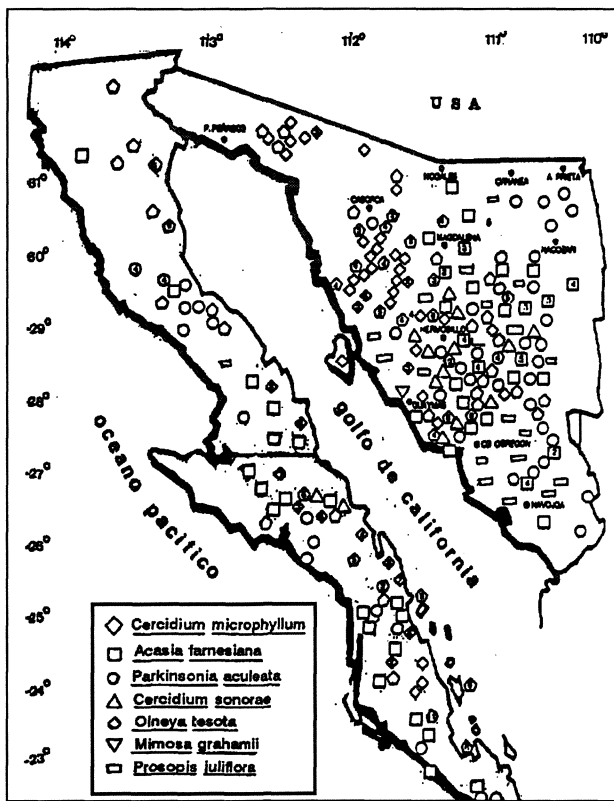 114° 113° 112° 111° 110°
USA
P. PEÑASCO
NOGALES
CANANEA
A. PRIETA
CABORCA
MAGDALENA
NACOZARI
HERMOSILLO
GUAYMAS
CD OBREGON
NAVOJOA
golfo de california
oceano pacifico
-29°
-28°
-27°
-26°
-25°
-24°
-23°
Cercidium microphyllum
Acasia farnesiana
Parkinsonia aculeata
Cercidium sonorae
Olneya tesota
Mimosa grahamii
Prosopis juliflora